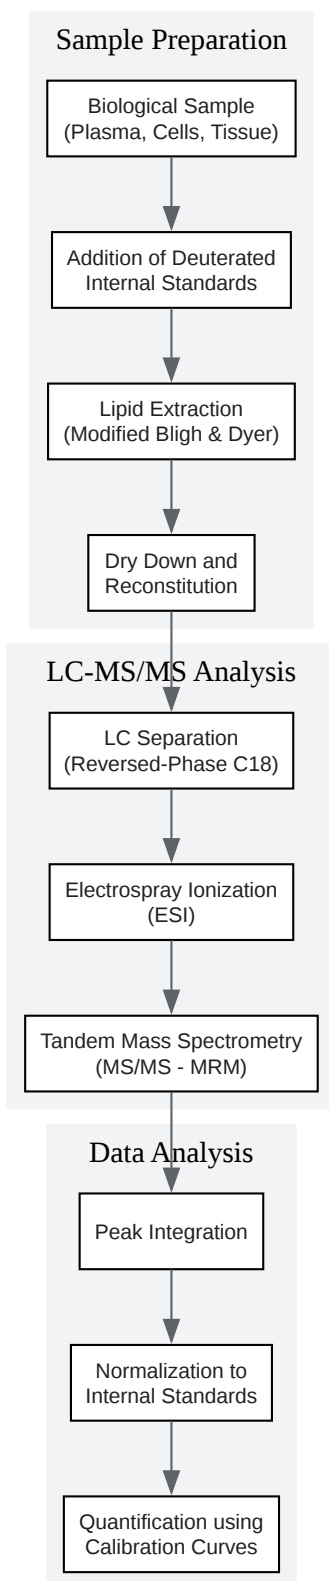 Sample Preparation
Biological Sample
(Plasma, Cells, Tissue)
Addition of Deuterated
Internal Standards
Lipid Extraction
(Modified Bligh & Dyer)
Dry Down and
Reconstitution
LC-MS/MS Analysis
LC Separation
(Reversed-Phase C18)
Electrospray Ionization
(ESI)
Tandem Mass Spectrometry
(MS/MS - MRM)
Data Analysis
Peak Integration
Normalization to
Internal Standards
Quantification using
Calibration Curves